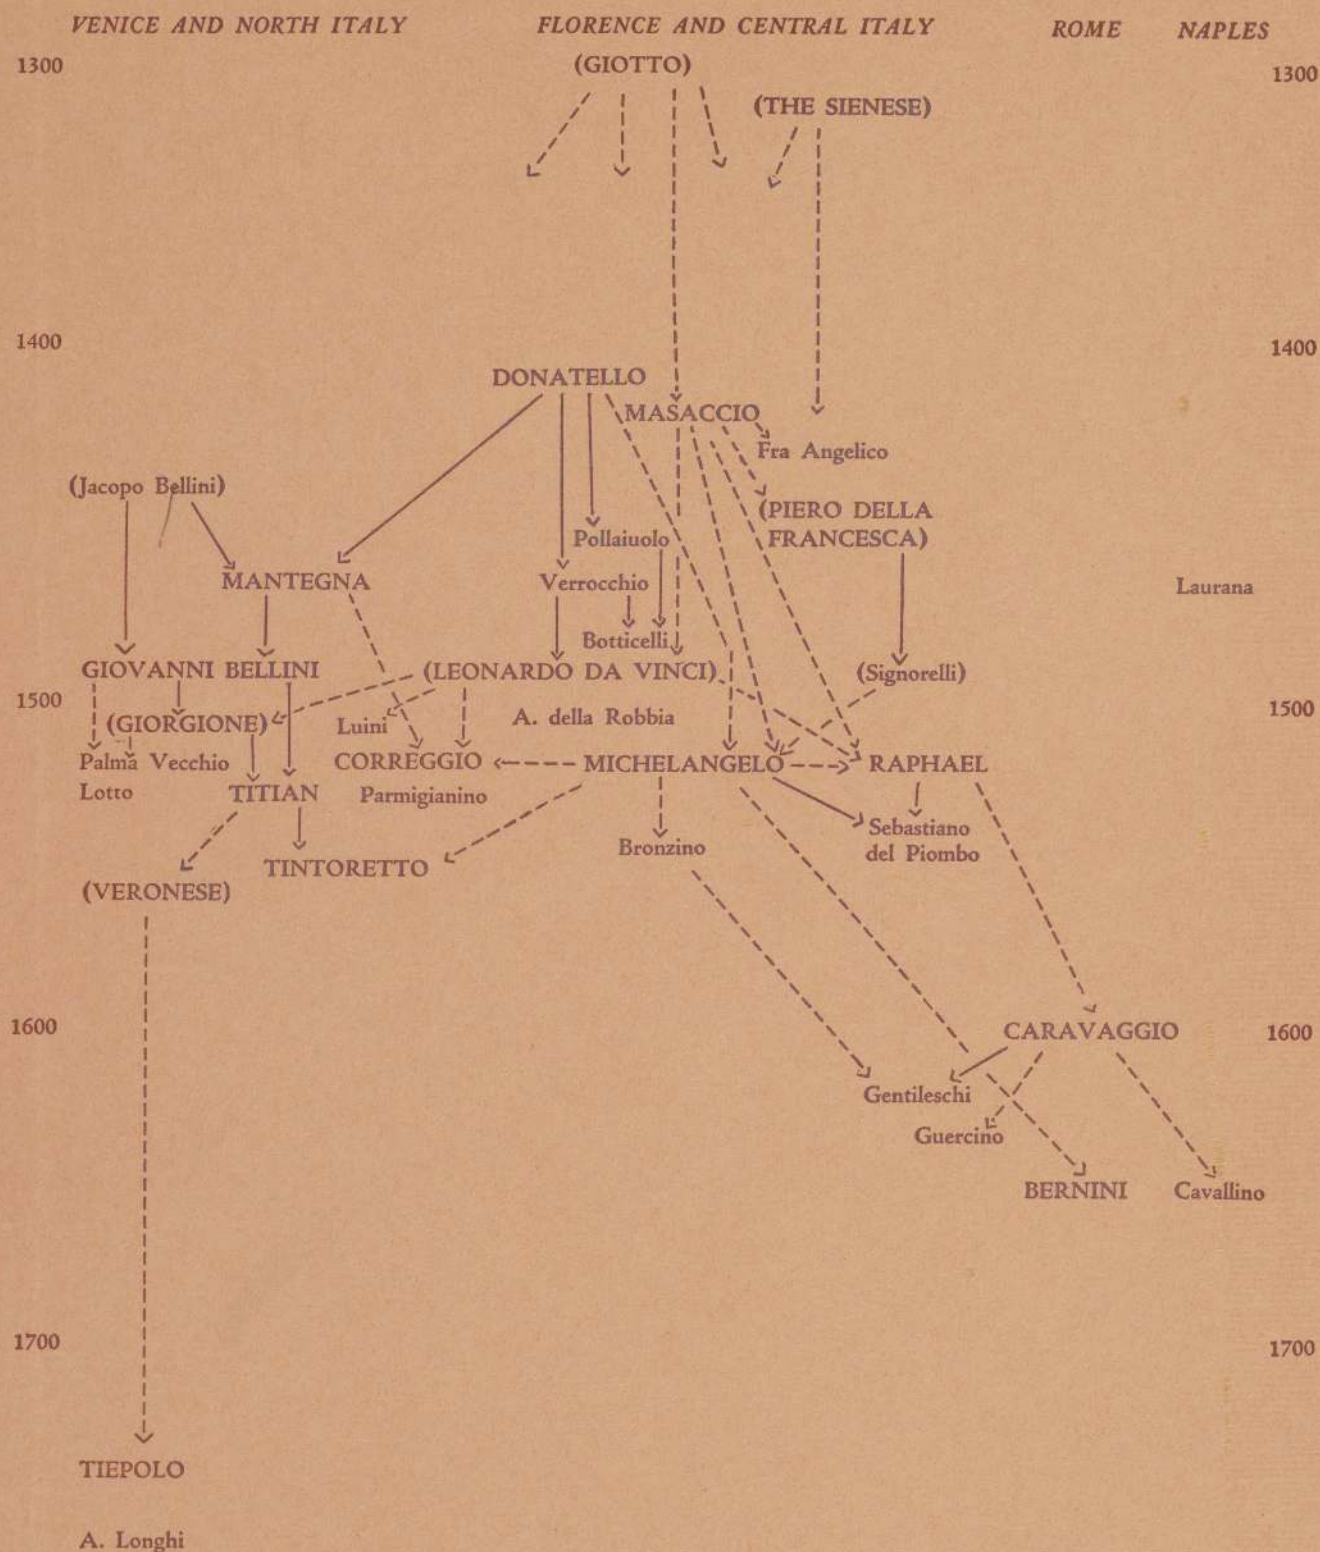 VENICE AND NORTH ITALY
FLORENCE AND CENTRAL ITALY
ROME
NAPLES
1300
(GIOTTO)
1300
(THE SIENESE)
1400
1400
DONATELLO
MASACCIO
Fra Angelico
(Jacopo Bellini)
(PIERO DELLA
FRANCESCA)
Pollaiuolo
MANTEGNA
Verrocchio
Laurana
Botticelli
GIOVANNI BELLINI
(LEONARDO DA VINCI)
(Signorelli)
1500
1500
(GIORGIONE)
Luini
A. della Robbia
Palma Vecchio
CORREGGIO
MICHELANGELO
RAPHAEL
Lotto
TITIAN
Parmigianino
Sebastiano
del Piombo
Bronzino
TINTORETTO
(VERONESE)
1600
CARAVAGGIO
1600
Gentileschi
Guercino
BERNINI
Cavallino
1700
1700
TIEPOLO
A. Longhi